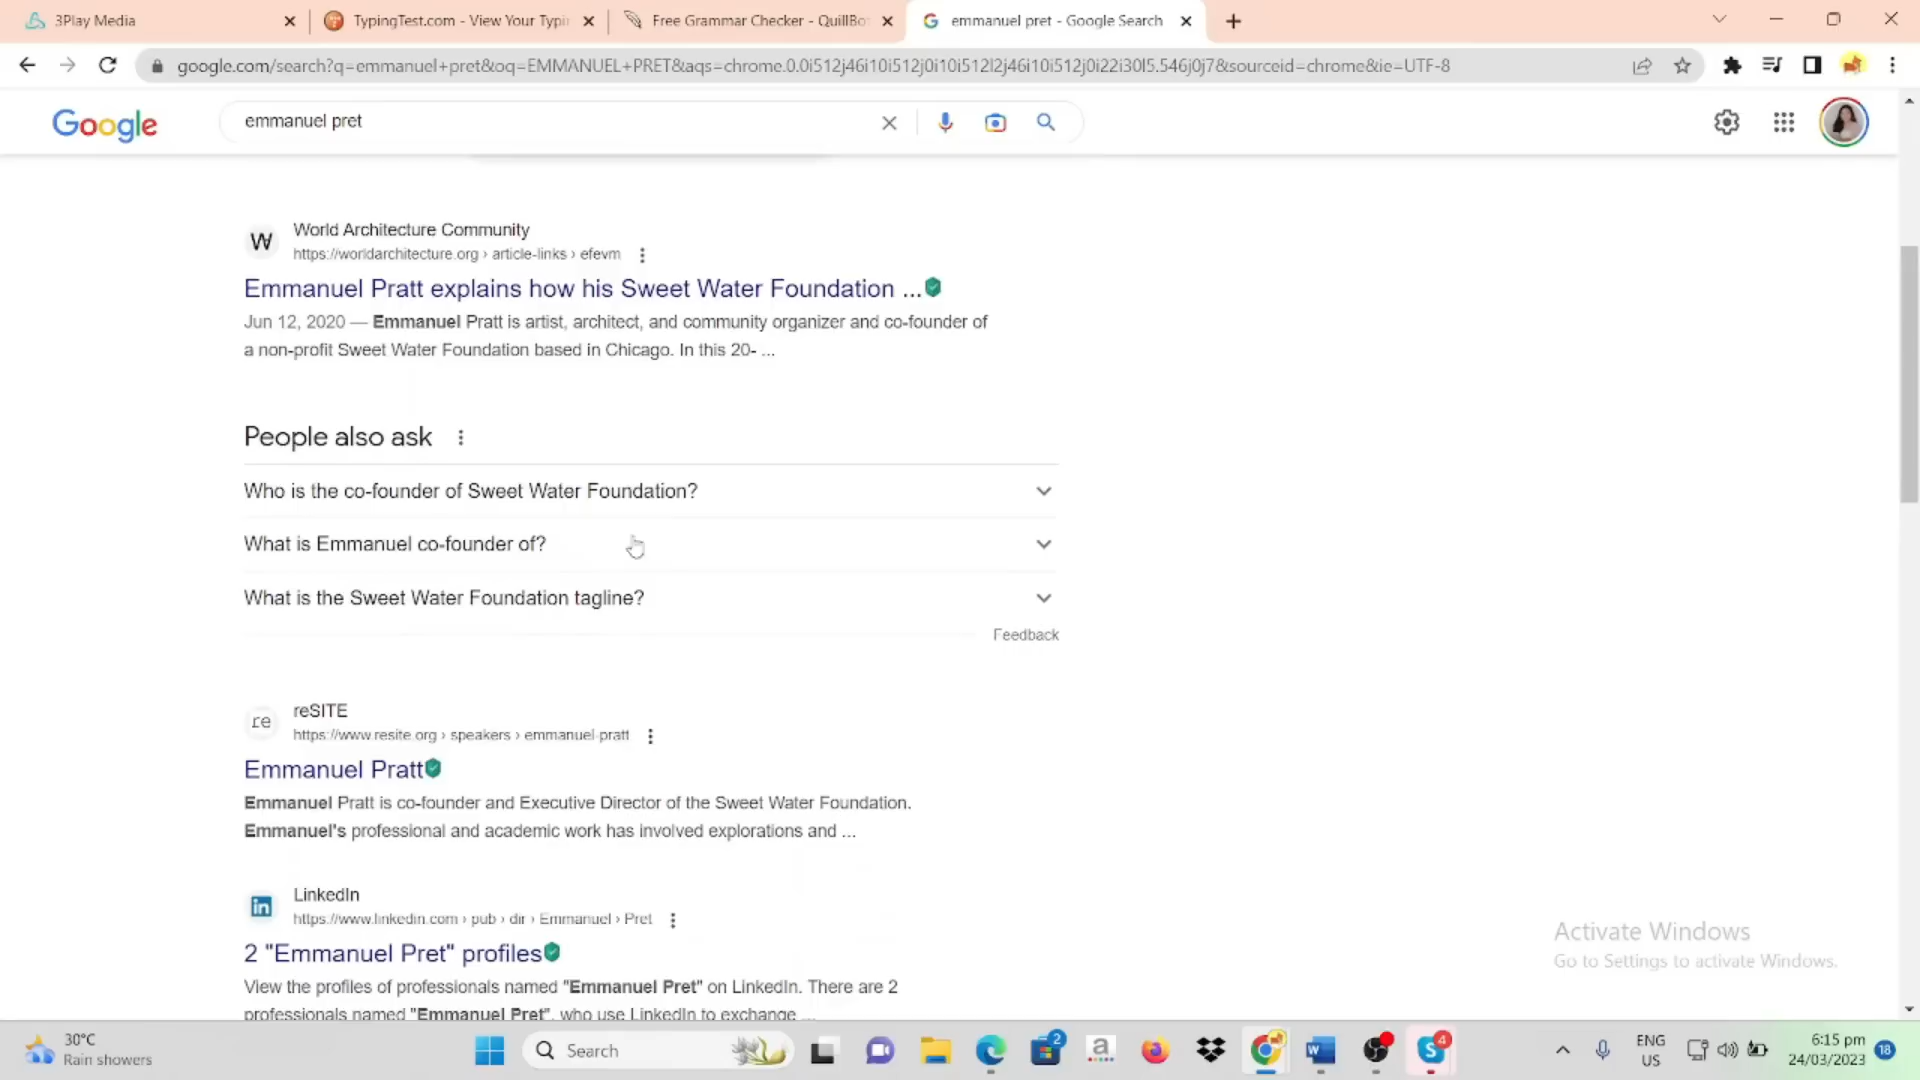 3Play Media
TypingTest.com - View Your Typi
Free Grammar Checker - QuillBo
emmanuel pret - Google Search
google.com/search?q=emmanuel+pret&oq=EMMANUEL+PRET&aqs=chrome.0.0i512j46i10i512j0i10i512l2j46i10i512j0i22i30l5.546j0j7&sourceid=chrome&ie=UTF-8
Google
emmanuel pret
World Architecture Community
https://worldarchitecture.org › article-links › efevm
Emmanuel Pratt explains how his Sweet Water Foundation ...
Jun 12, 2020 — Emmanuel Pratt is artist, architect, and community organizer and co-founder of
a non-profit Sweet Water Foundation based in Chicago. In this 20- ...
People also ask
Who is the co-founder of Sweet Water Foundation?
What is Emmanuel co-founder of?
What is the Sweet Water Foundation tagline?
Feedback
re
reSITE
https://www.resite.org › speakers › emmanuel-pratt
Emmanuel Pratt
Emmanuel Pratt is co-founder and Executive Director of the Sweet Water Foundation.
Emmanuel's professional and academic work has involved explorations and ...
in
LinkedIn
https://www.linkedin.com › pub › dir › Emmanuel › Pret
2 "Emmanuel Pret" profiles
View the profiles of professionals named "Emmanuel Pret" on LinkedIn. There are 2
professionals named "Emmanuel Pret", who use LinkedIn to exchange ...
Activate Windows
Go to Settings to activate Windows.
30°C
Rain showers
Search
2
a
W
S
4
ENG
US
6:15 pm
24/03/2023
18